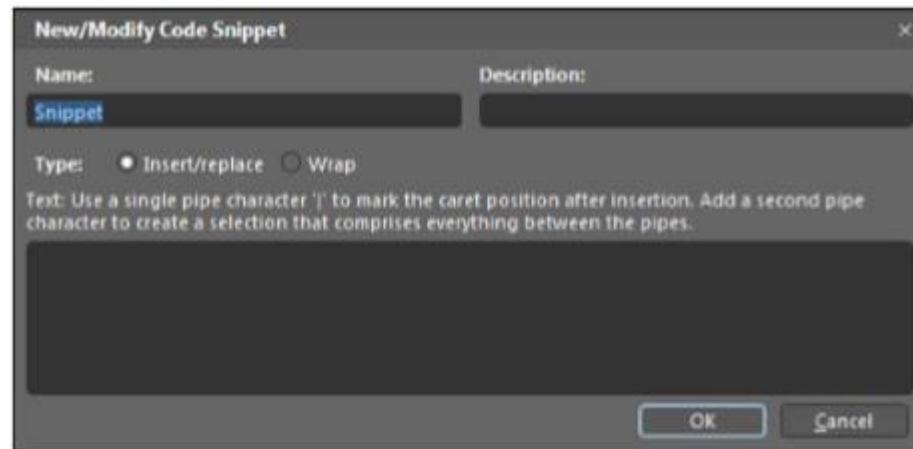 New/Modify Code Snippet
Name: Description:
Snippet
Type: Insert/replace Wrap
Text: Use a single pipe character '|' to mark the caret position after insertion. Add a second pipe
character to create a selection that comprises everything between the pipes.
OK Cancel